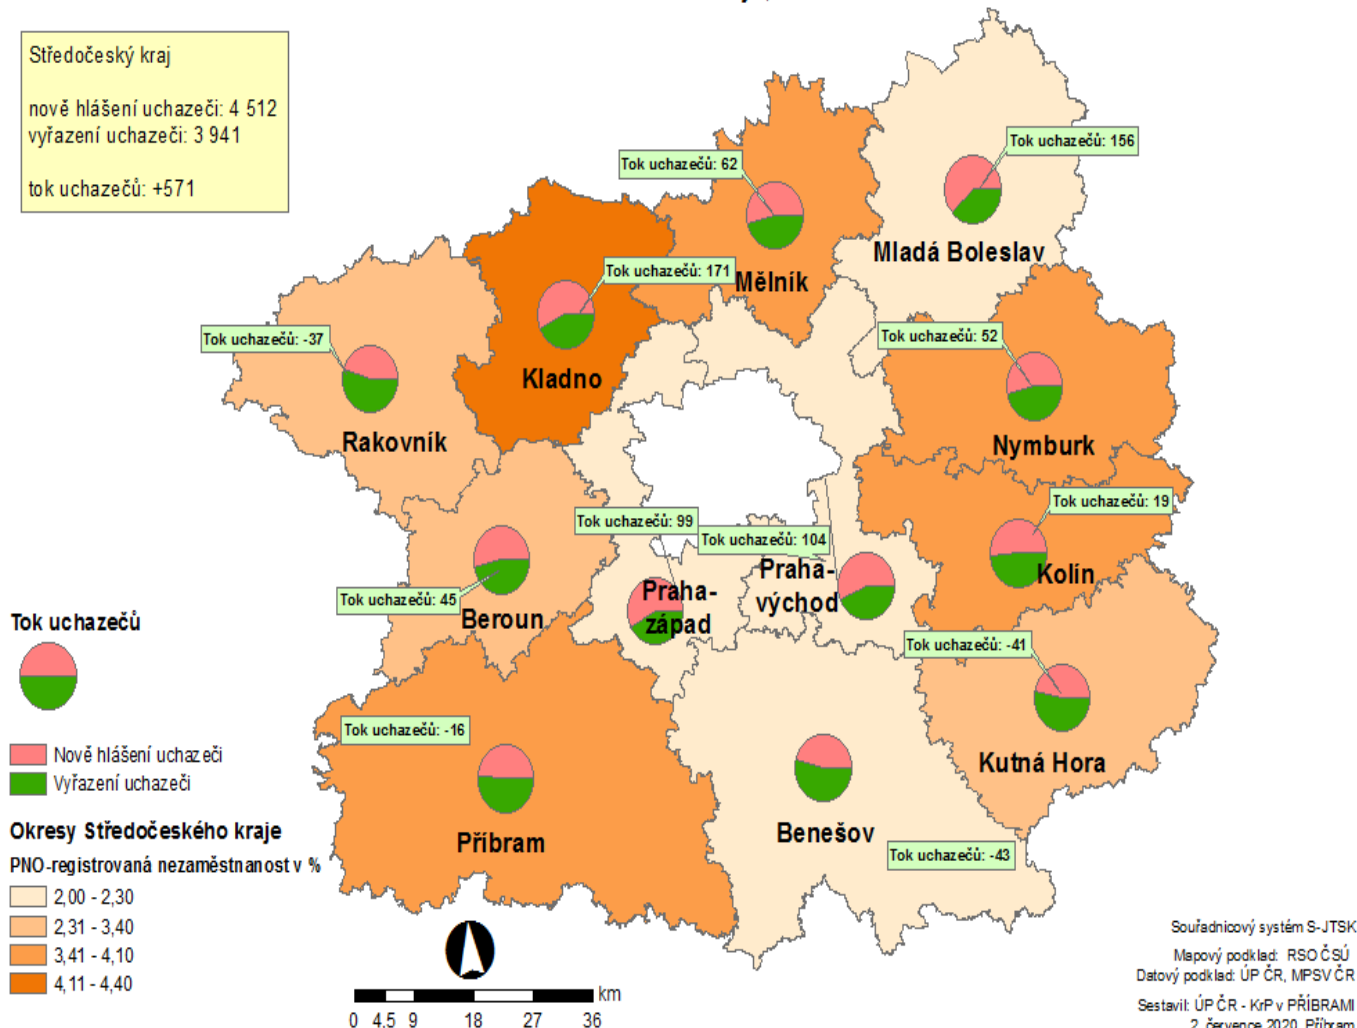 Středočeský kraj
nově hlášení uchazeči: 4 512
vyřazení uchazeči: 3 941
tok uchazečů: +571
Tok uchazečů: 156
Tok uchazečů: 62
Mladá Boleslav
Tok uchazečů: 171
Mělník
Tok uchazečů: -37
Tok uchazečů: 52
Kladno
Rakovník
Nymburk
Tok uchazečů: 19
Tok uchazečů: 99
Tok uchazečů: 104
Praha-
východ
Kolín
Praha-
západ
Tok uchazečů: 45
Beroun
Tok uchazečů: -41
Tok uchazečů
Tok uchazečů: -16
Nově hlášení uchazeči
Vyřazení uchazeči
Kutná Hora
Příbram
Benešov
Tok uchazečů: -43
Okresy Středočeského kraje
PNO-registrovaná nezaměstnanost v %
2,00 - 2,30
2,31 - 3,40
3,41 - 4,10
4,11 - 4,40
km
0 4.5 9 18 27 36
Souřadnicový systém S-JTSK
Mapový podklad: RSO ČSÚ
Datový podklad: ÚP ČR, MPSV ČR
Sestavil: ÚP ČR - KrP v PŘÍBRAMI
2. července 2020, Příbram